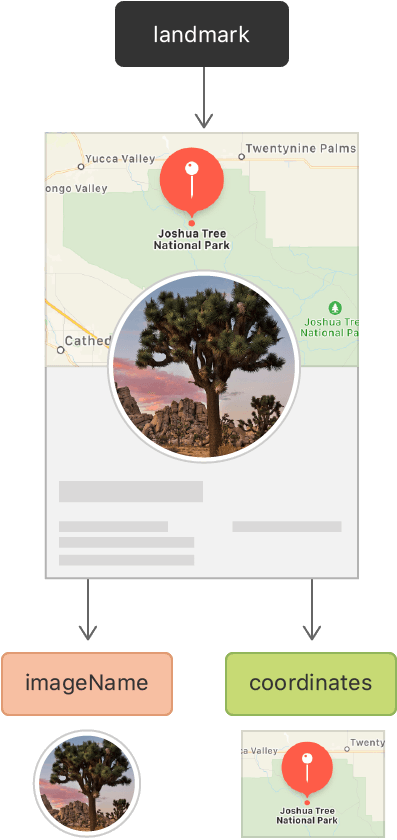 landmark
Yucca Valley
Twentynine Palms
ongo Valley
Joshua Tree
National Park
Joshua Tre
National Pa
Cathed
imageName
coordinates
ca Valley
Twenty
Joshua Tree
National Park